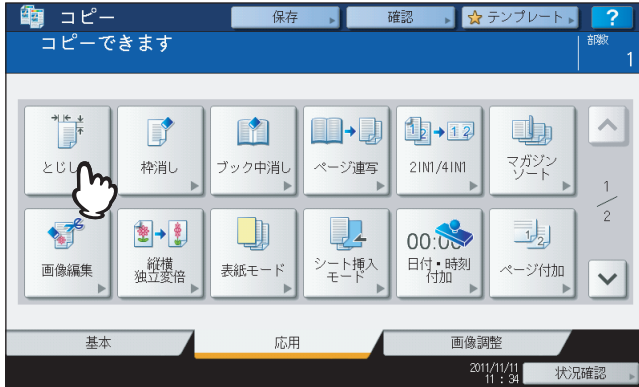 コピー
保存
確認
テンプレート
?
コピーできます
部数
1
枠消し
ブック中消し
ページ連写
2IN1/4IN1
マガジン
ソート
1
2
画像編集
縦横
独立変倍
表紙モード
シート挿入
モード
日付・時刻
付加
ページ付加
基本
応用
画像調整
2011/11/11
11 : 34
状況確認